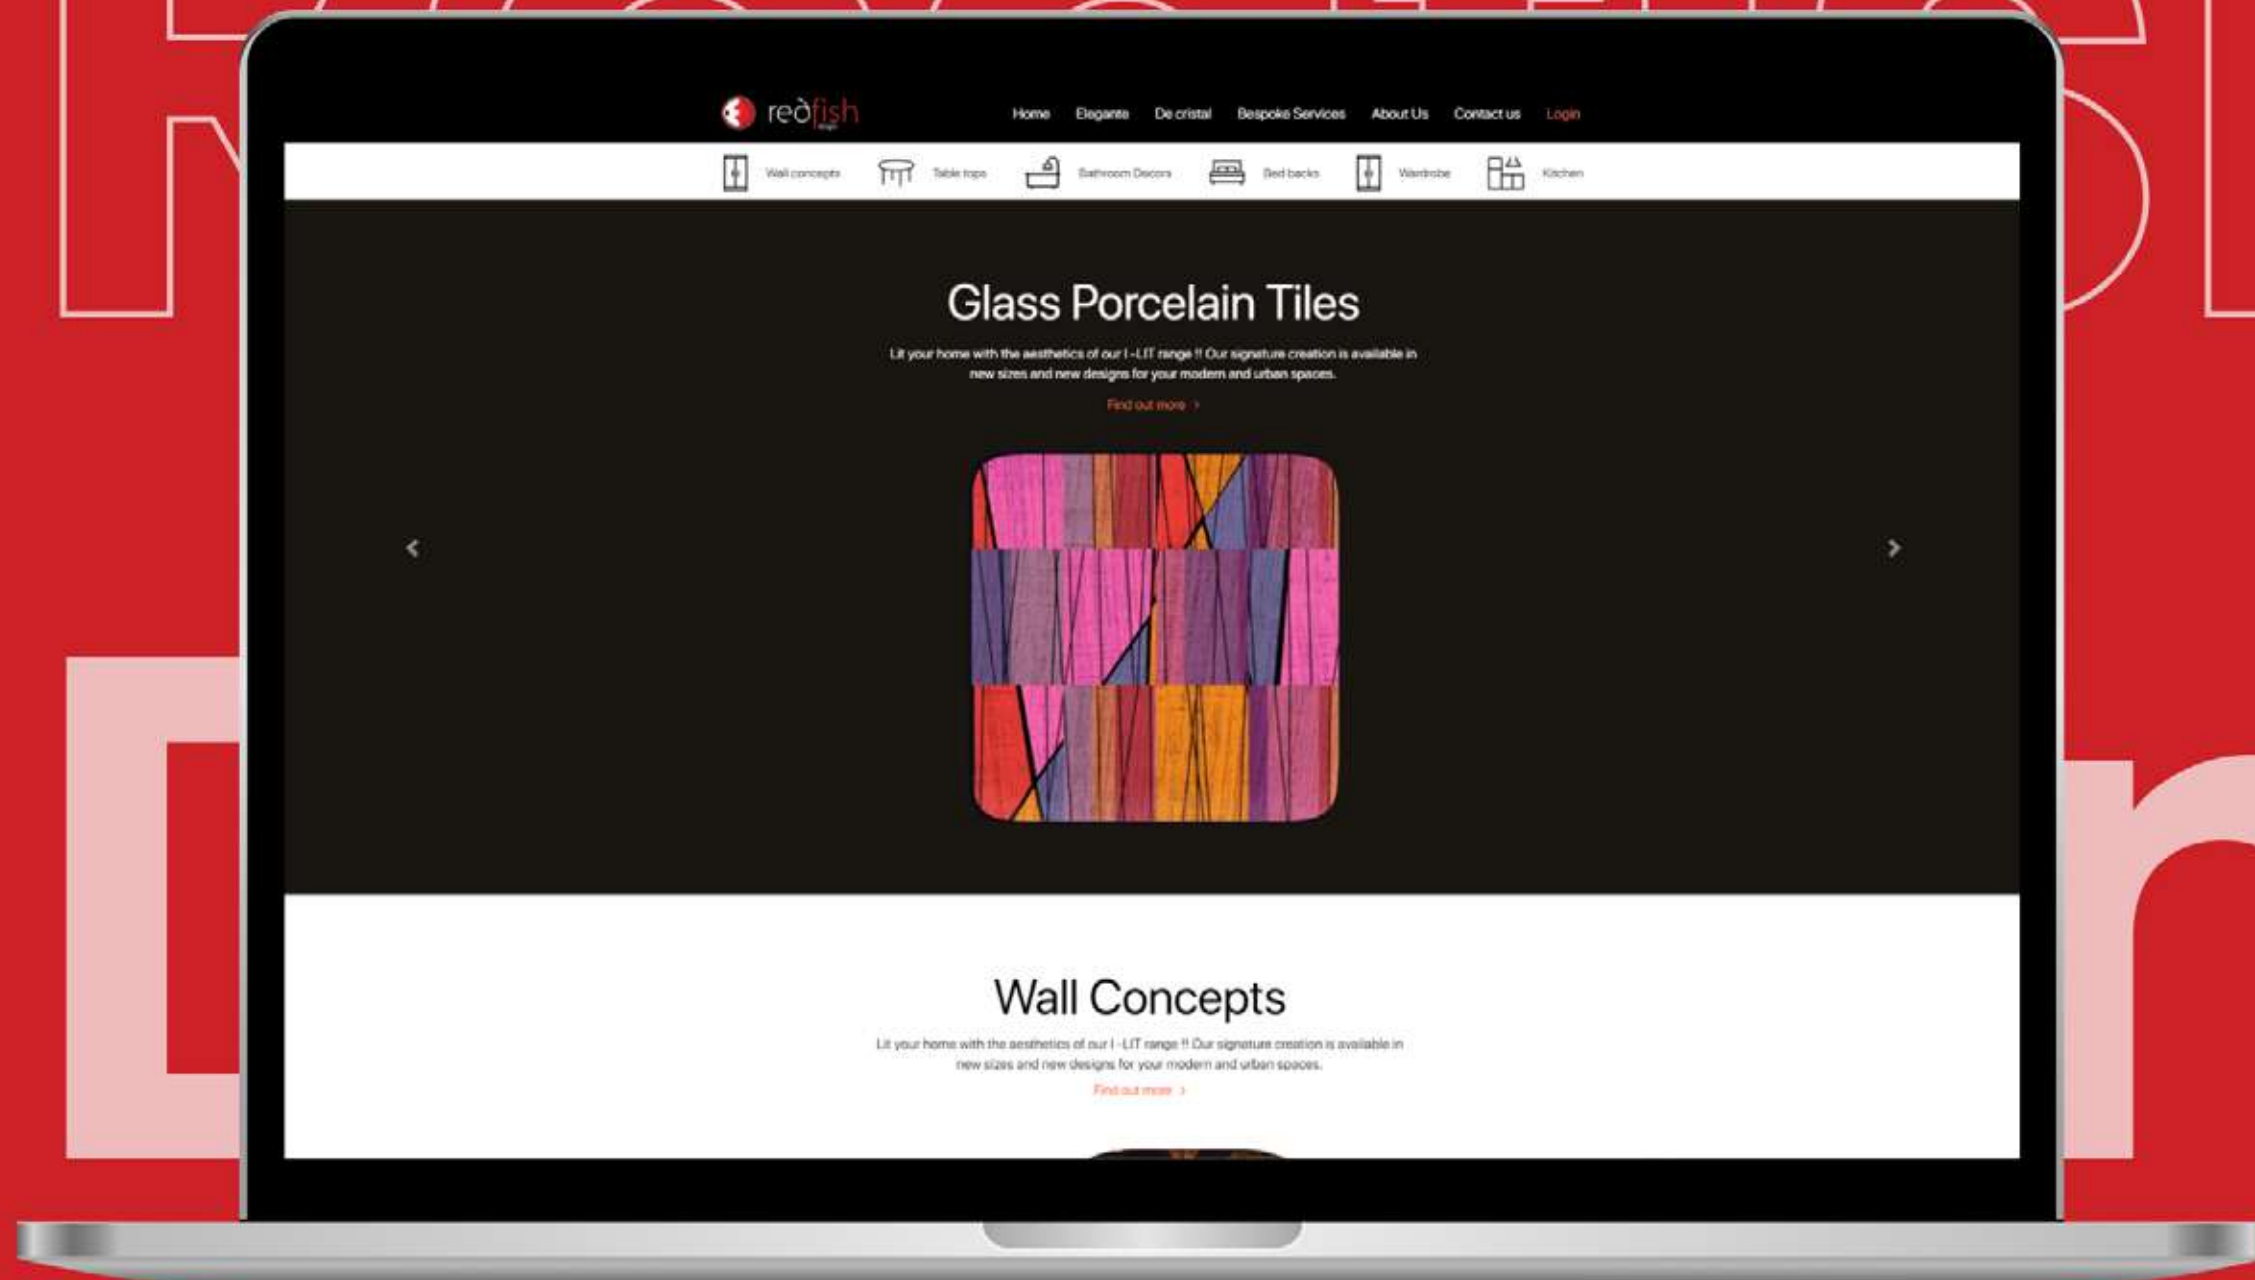 redfish
design
Home Elegante De cristal Bespoke Services About Us Contact us Login
Wall concepts Table tops Bathroom Decors Bed backs Wardrobe Kitchen
Glass Porcelain Tiles
Lit your home with the aesthetics of our I -LIT range !! Our signature creation is available in
new sizes and new designs for your modern and urban spaces.
Find out more >
Wall Concepts
Lit your home with the aesthetics of our I -LIT range !! Our signature creation is available in
new sizes and new designs for your modern and urban spaces.
Find out more >